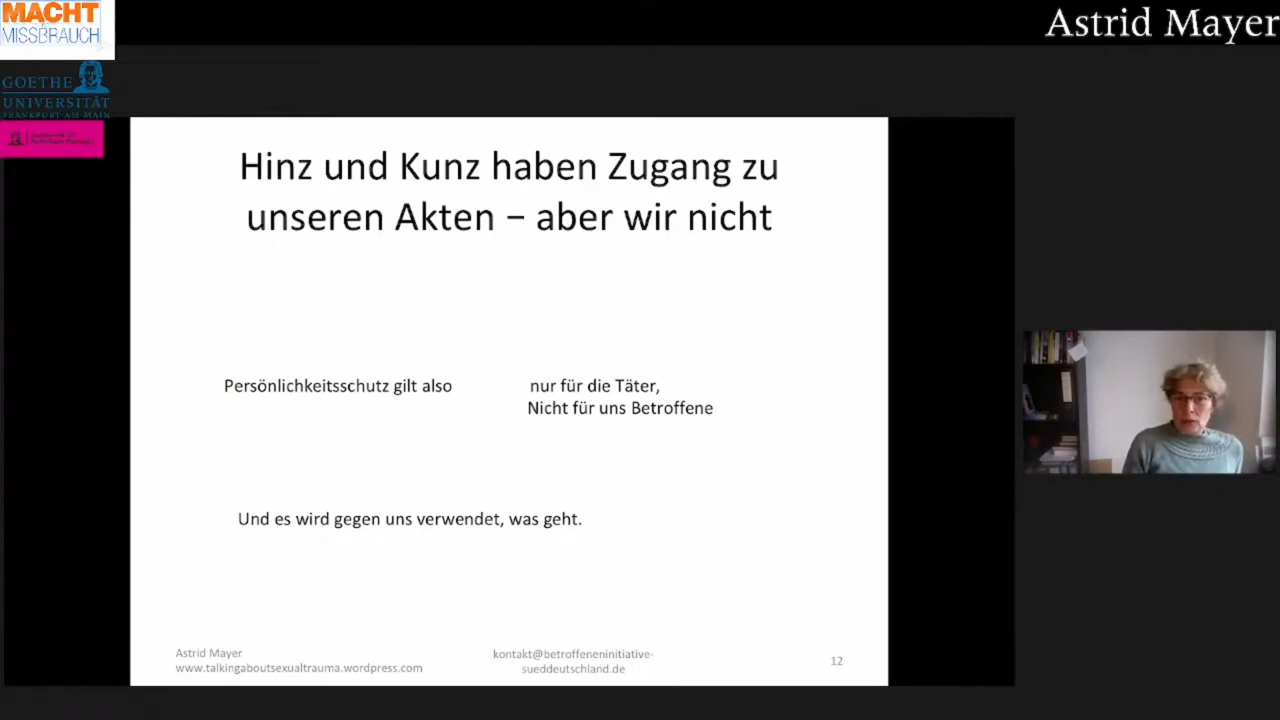 MACHT
MISSBRAUCH
GOETHE
UNIVERSITÄT
FRANKFURT AM MAIN
Astrid Mayer
Hinz und Kunz haben Zugang zu
unseren Akten – aber wir nicht
Persönlichkeitsschutz gilt also nur für die Täter,
Nicht für uns Betroffene
Und es wird gegen uns verwendet, was geht.
Astrid Mayer
www.talkingaboutsexualtrauma.wordpress.com
kontakt@betroffeneninitiative-
sueddeutschland.de
12